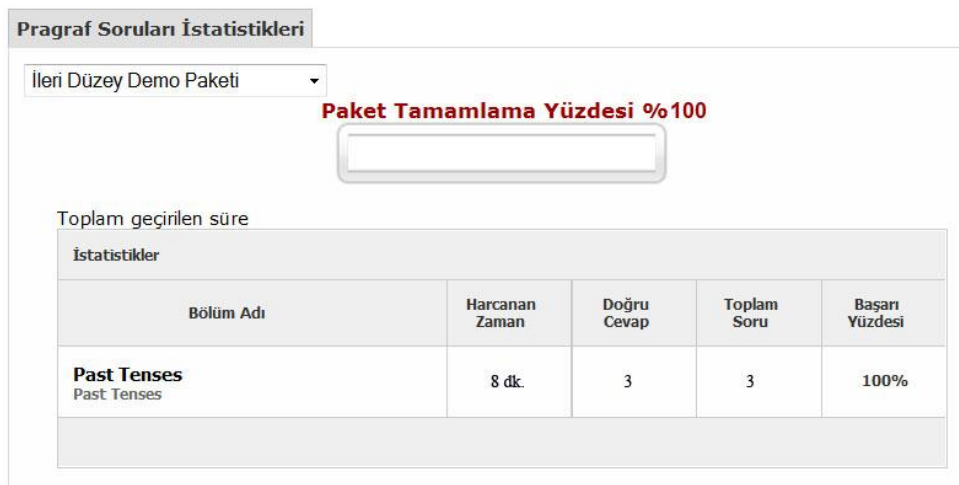 Pragraf Soruları İstatistikleri
İleri Düzey Demo Paketi
Paket Tamamlama Yüzdesi %100
Toplam geçirilen süre
İstatistikler
Bölüm Adı
Harcanan
Zaman
Doğru
Cevap
Toplam
Soru
Başarı
Yüzdesi
Past Tenses
Past Tenses
8 dk.
3
3
100%